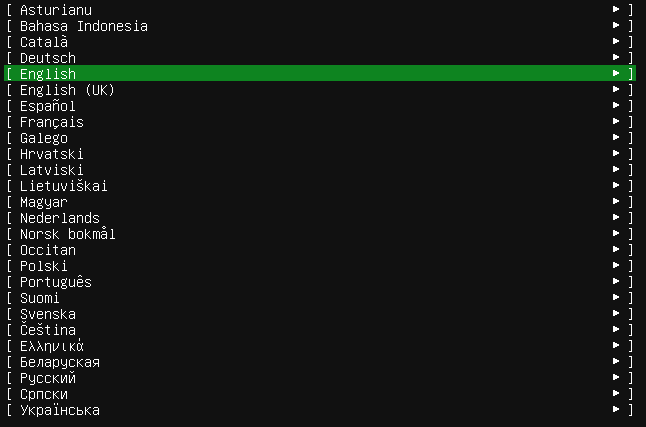 [ Asturianu ► ]
[ Bahasa Indonesia ► ]
[ Català ► ]
[ Deutsch ► ]
[ English ► ]
[ English (UK) ► ]
[ Español ► ]
[ Français ► ]
[ Galego ► ]
[ Hrvatski ► ]
[ Latviski ► ]
[ Lietuviškai ► ]
[ Magyar ► ]
[ Nederlands ► ]
[ Norsk bokmål ► ]
[ Occitan ► ]
[ Polski ► ]
[ Português ► ]
[ Suomi ► ]
[ Svenska ► ]
[ Čeština ► ]
[ Ελληνικά ► ]
[ Беларуская ► ]
[ Русский ► ]
[ Српски ► ]
[ Українська ► ]